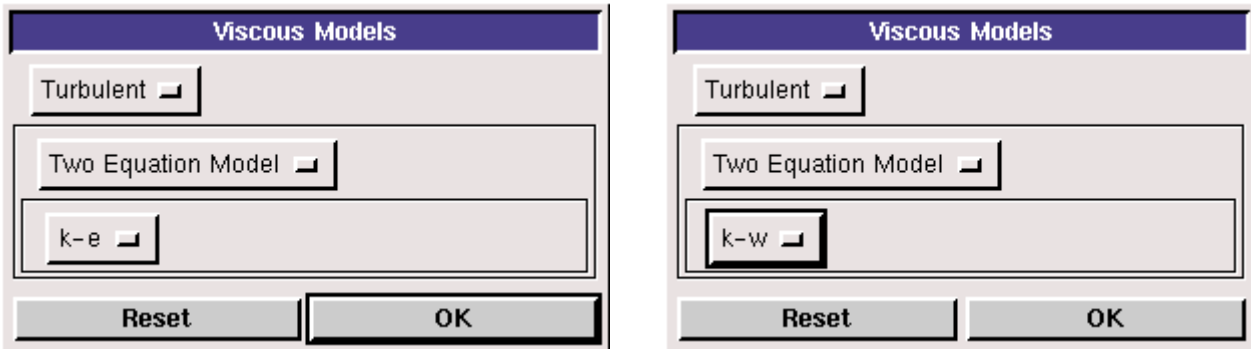 Viscous Models
Turbulent
Two Equation Model
k-e
Reset OK
Viscous Models
Turbulent
Two Equation Model
k-w
Reset OK